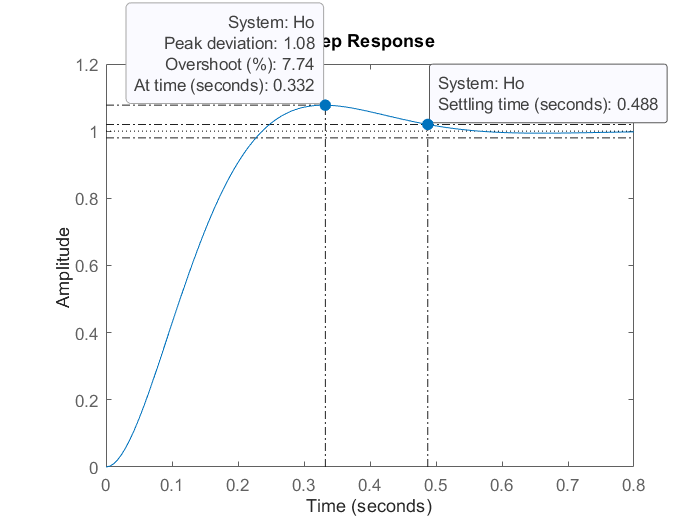 System: Ho
Peak deviation: 1.08
Overshoot (%): 7.74
At time (seconds): 0.332
ep Response
System: Ho
Settling time (seconds): 0.488
1.2
1
0.8
0.6
0.4
0.2
0
Amplitude
0 0.1 0.2 0.3 0.4 0.5 0.6 0.7 0.8
Time (seconds)